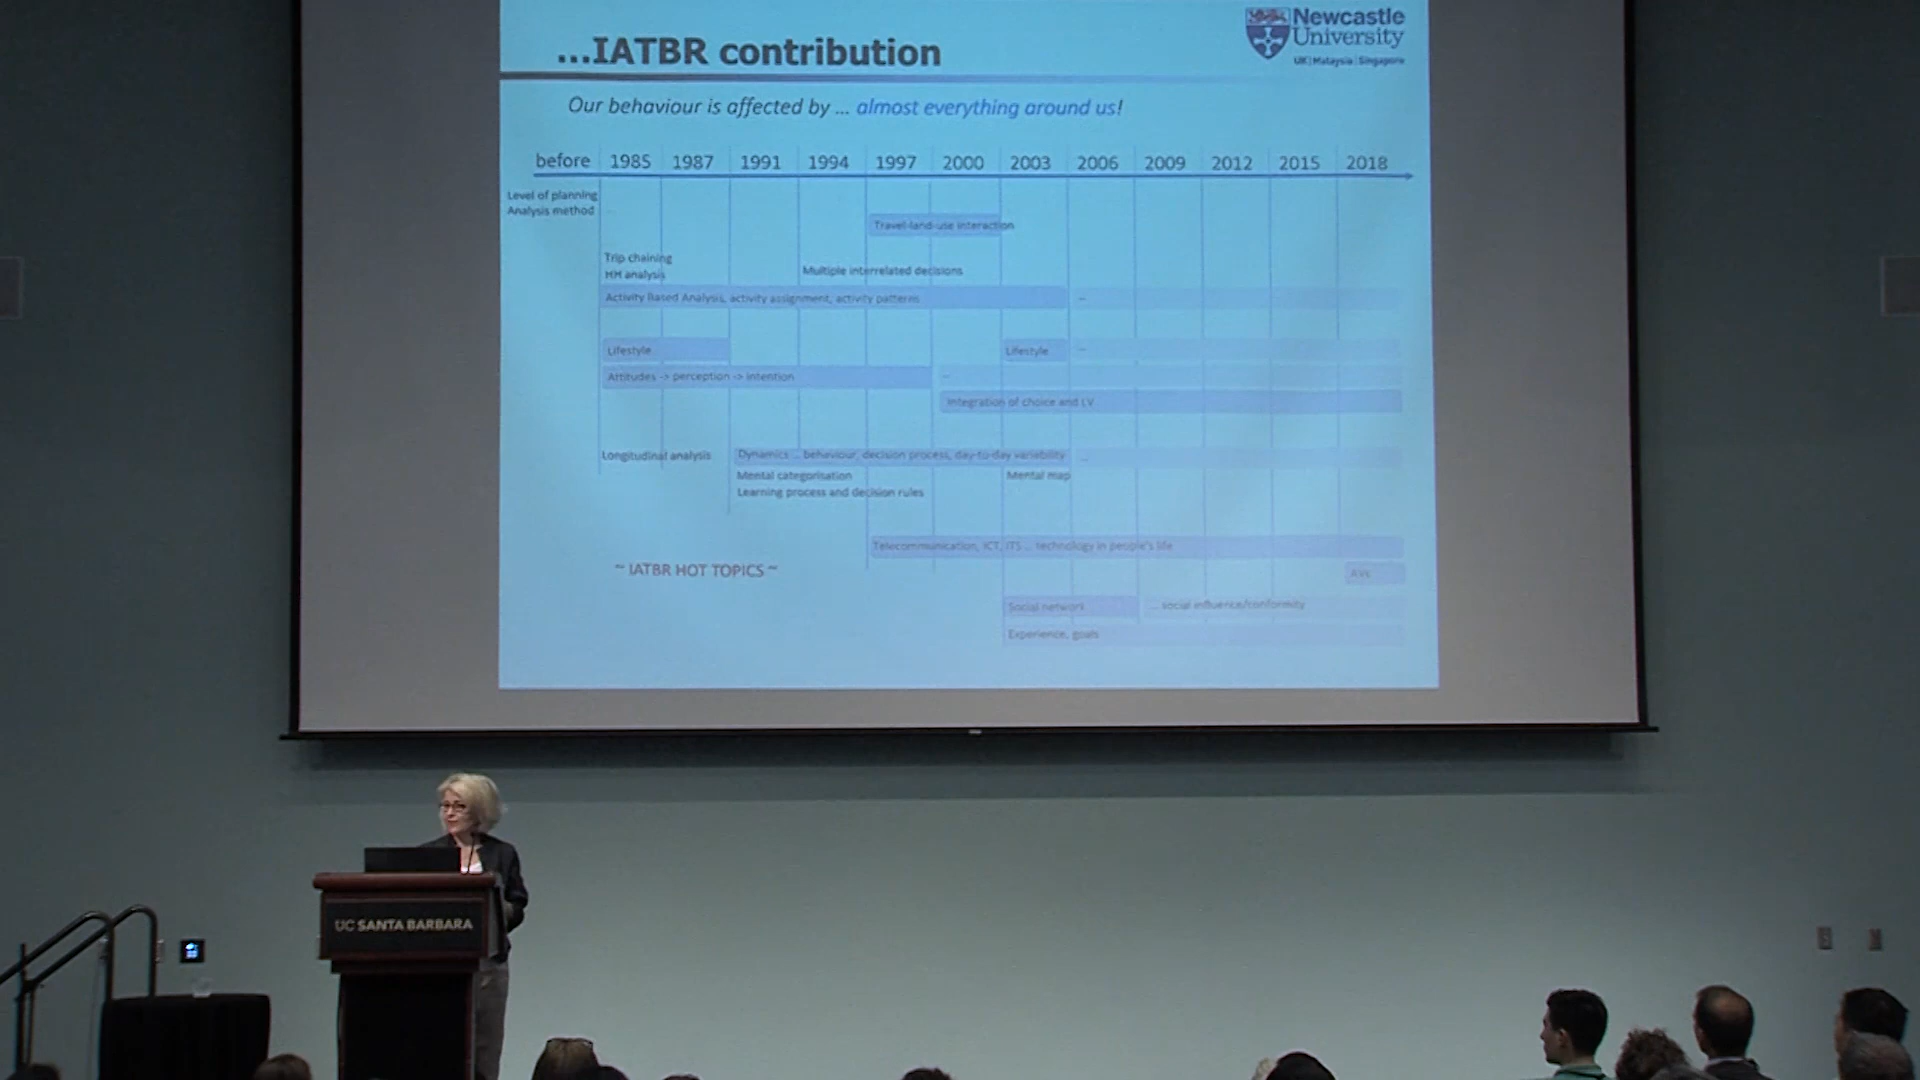 ...IATBR contribution
Newcastle
University
UK | Malaysia | Singapore
Our behaviour is affected by ... almost everything around us!
before 1985 1987 1991 1994 1997 2000 2003 2006 2009 2012 2015 2018
Level of planning
Analysis method
Travel-land-use interaction
Trip chaining
HH analysis
Multiple interrelated decisions
Activity Based Analysis, activity assignment, activity patterns ...
Lifestyle
Lifestyle ...
Attitudes -> perception -> intention ...
Integration of choice and LV
Longitudinal analysis
Dynamics ... behaviour, decision process, day-to-day variability ...
Mental categorisation
Mental map
Learning process and decision rules
Telecommunication, ICT, ITS ... technology in people's life
~ IATBR HOT TOPICS ~
AVs
Social network ... social influence/conformity
Experience, goals
UC SANTA BARBARA